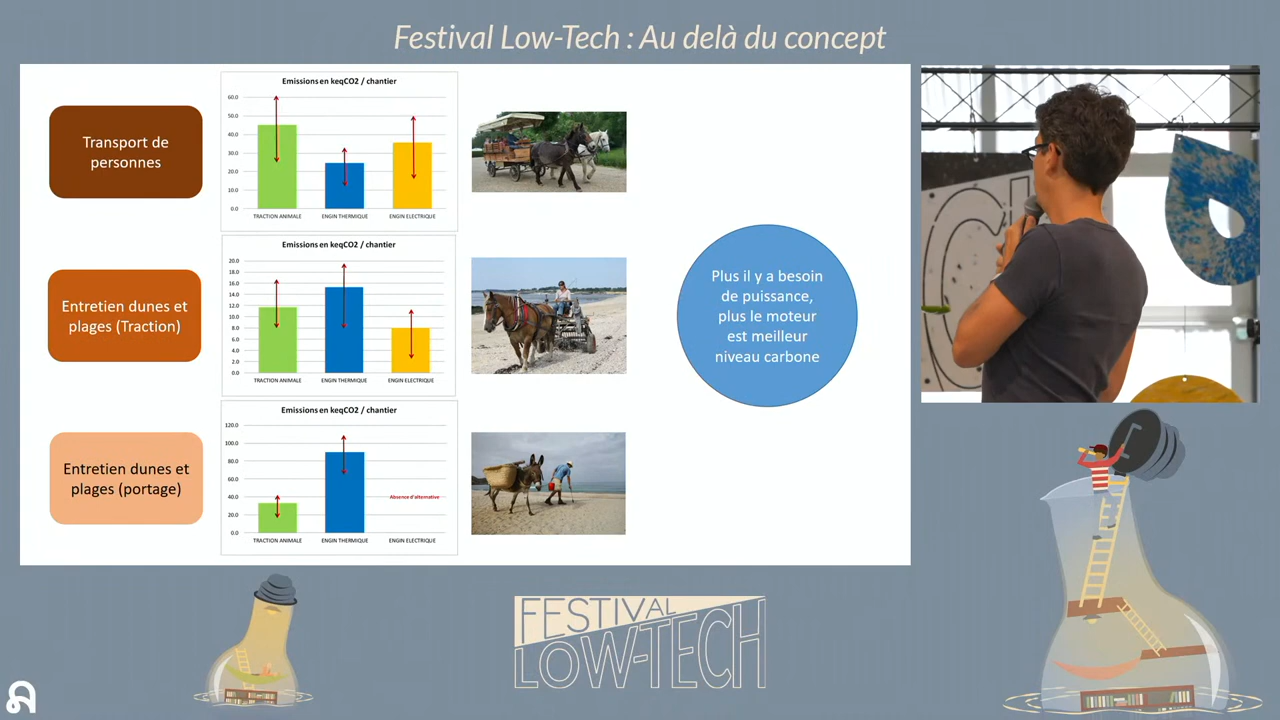 Festival Low-Tech : Au delà du concept
Transport de
personnes
Emissions en keqCO2 / chantier
60.0
50.0
40.0
30.0
20.0
10.0
0.0
TRACTION ANIMALE
ENGIN THERMIQUE
ENGIN ELECTRIQUE
Entretien dunes et
plages (Traction)
Emissions en keqCO2 / chantier
20.0
18.0
16.0
14.0
12.0
10.0
8.0
6.0
4.0
2.0
0.0
TRACTION ANIMALE
ENGIN THERMIQUE
ENGIN ELECTRIQUE
Entretien dunes et
plages (portage)
Emissions en keqCO2 / chantier
120.0
100.0
80.0
60.0
40.0
20.0
0.0
Absence d'alternative
TRACTION ANIMALE
ENGIN THERMIQUE
ENGIN ELECTRIQUE
Plus il y a besoin
de puissance,
plus le moteur
est meilleur
niveau carbone
FESTIVAL
LOW-TECH